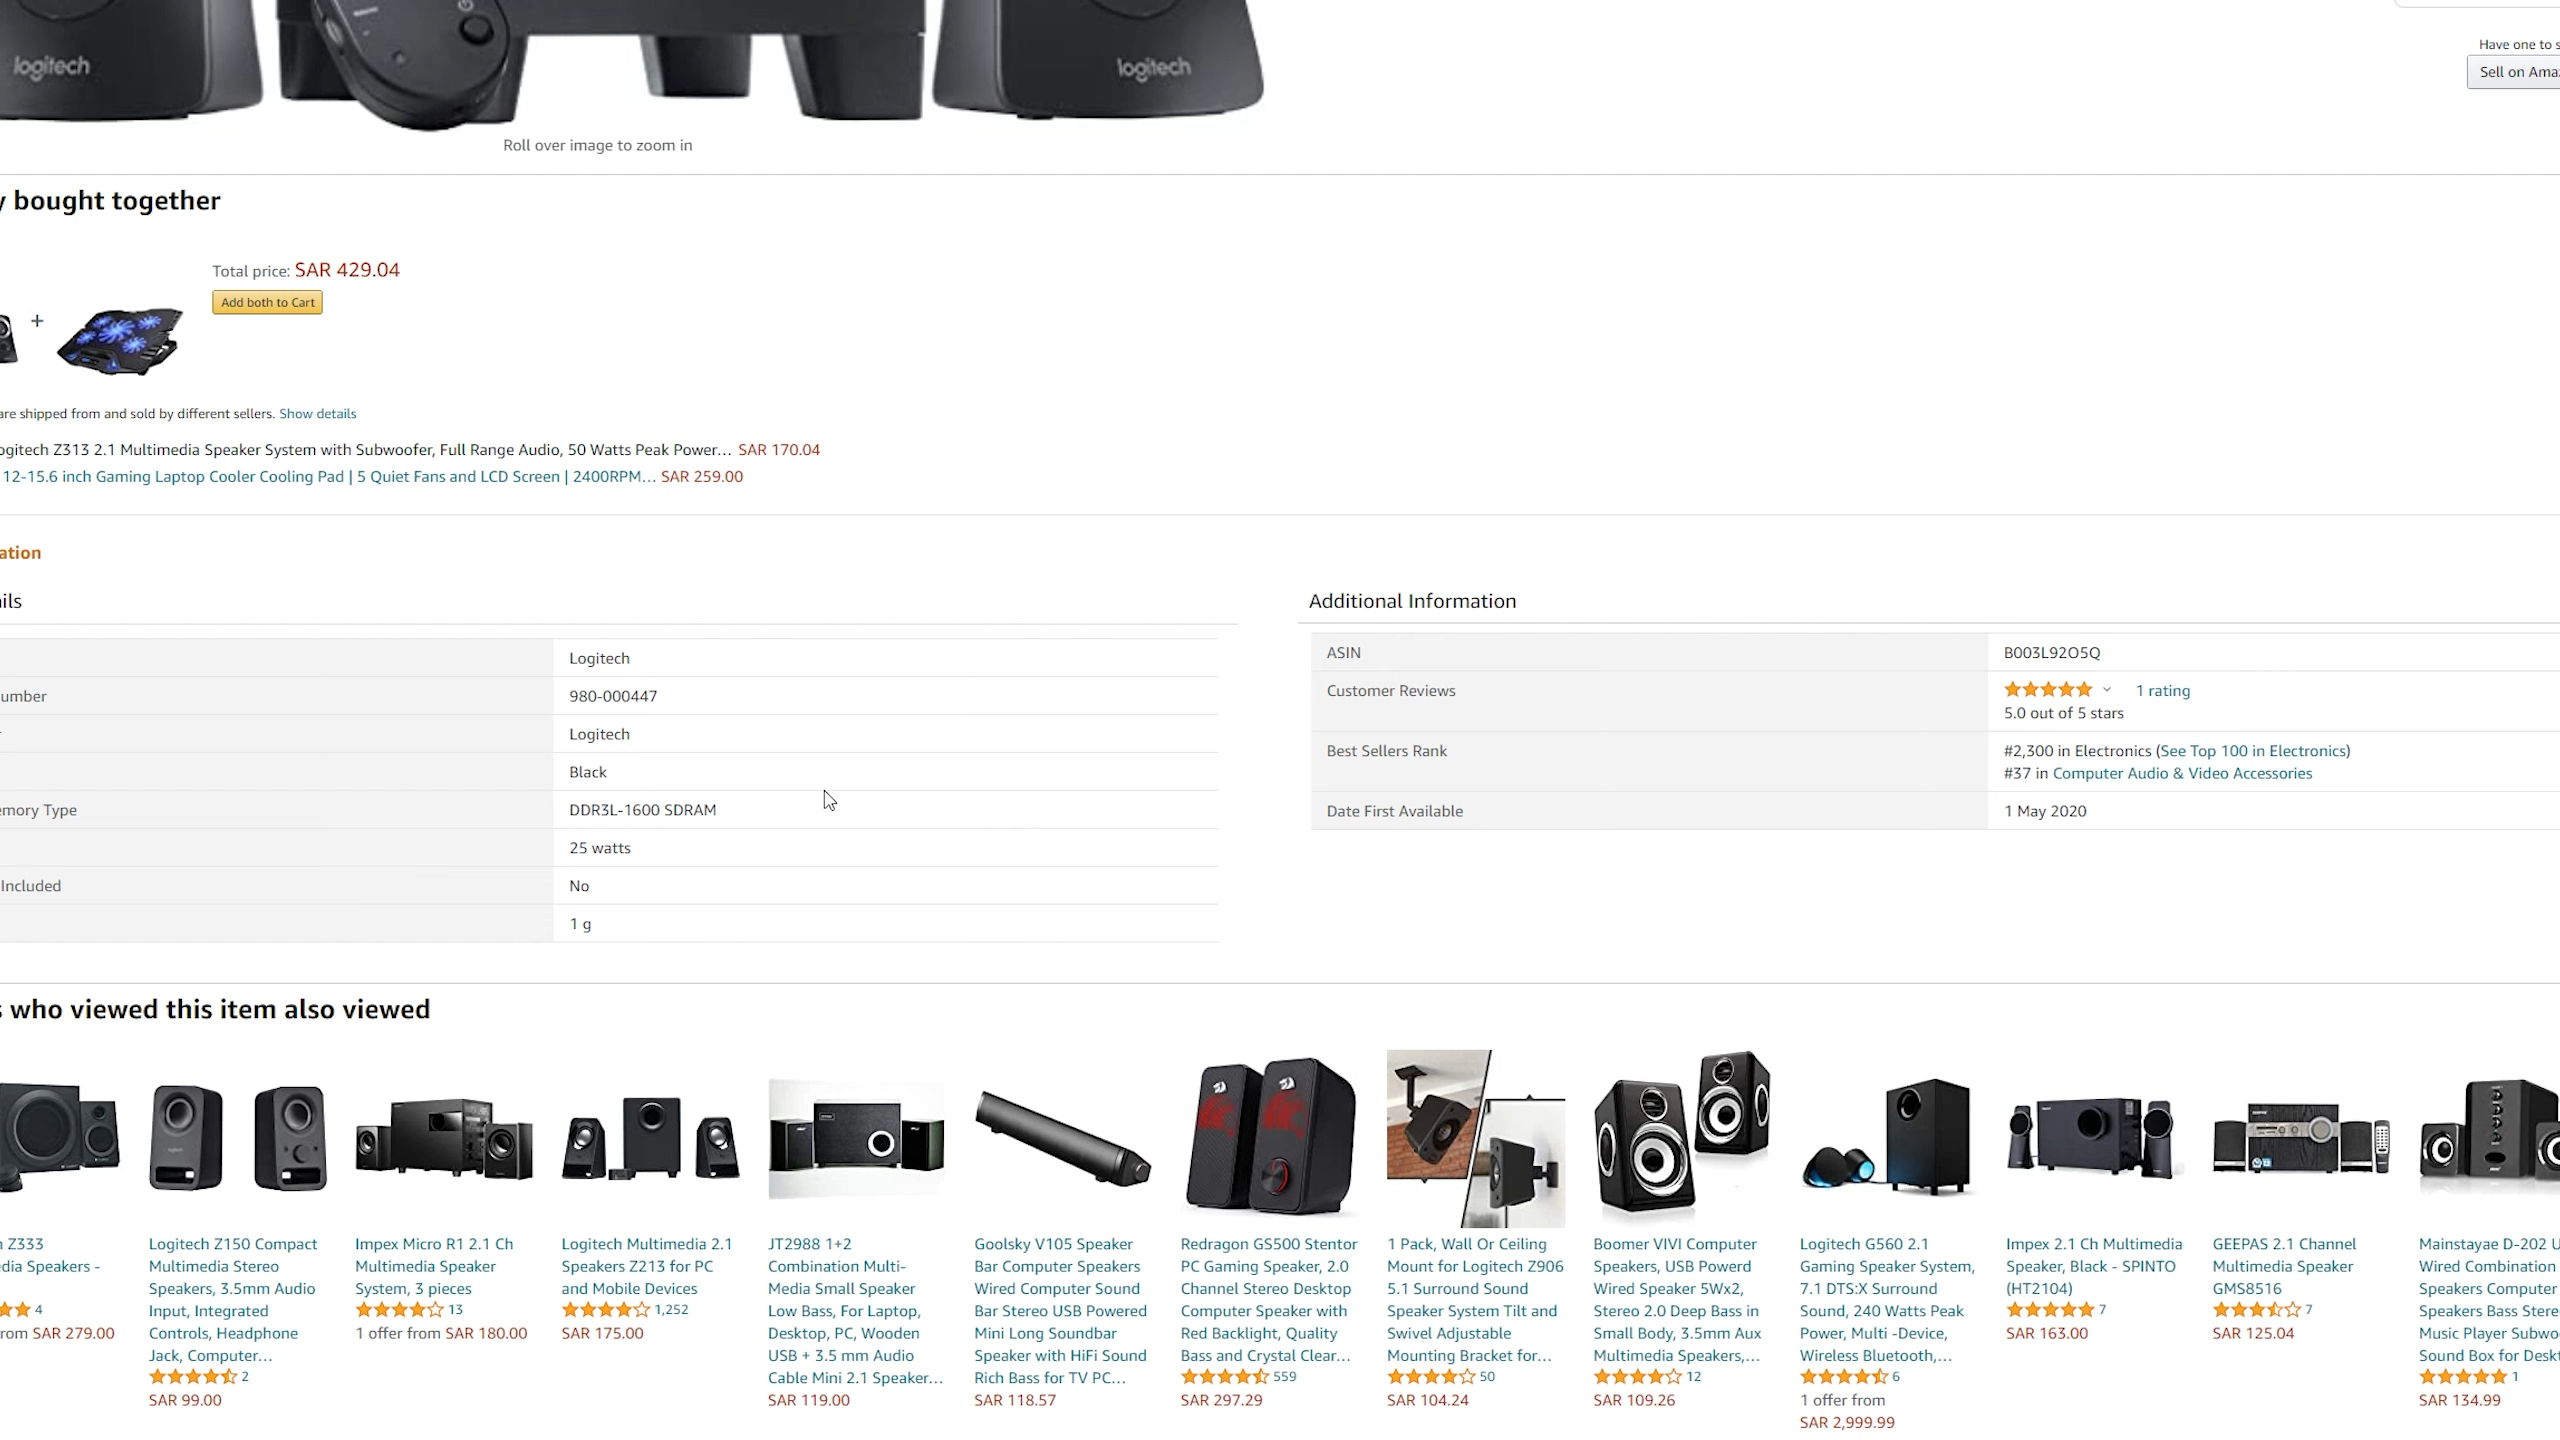 logitech
logitech
Have one to s
Sell on Ama
Roll over image to zoom in
y bought together
Total price: SAR 429.04
Add both to Cart
+
are shipped from and sold by different sellers. Show details
ogitech Z313 2.1 Multimedia Speaker System with Subwoofer, Full Range Audio, 50 Watts Peak Power… SAR 170.04
12-15.6 inch Gaming Laptop Cooler Cooling Pad | 5 Quiet Fans and LCD Screen | 2400RPM… SAR 259.00
ation
ils
Logitech
umber 980-000447
r Logitech
Black
emory Type DDR3L-1600 SDRAM
25 watts
Included No
1 g
Additional Information
ASIN B003L92O5Q
Customer Reviews 1 rating
5.0 out of 5 stars
Best Sellers Rank #2,300 in Electronics (See Top 100 in Electronics)
#37 in Computer Audio & Video Accessories
Date First Available 1 May 2020
s who viewed this item also viewed
n Z333
dia Speakers -
4
rom SAR 279.00
Logitech Z150 Compact
Multimedia Stereo
Speakers, 3.5mm Audio
Input, Integrated
Controls, Headphone
Jack, Computer…
2
SAR 99.00
Impex Micro R1 2.1 Ch
Multimedia Speaker
System, 3 pieces
13
1 offer from SAR 180.00
Logitech Multimedia 2.1
Speakers Z213 for PC
and Mobile Devices
1,252
SAR 175.00
JT2988 1+2
Combination Multi-
Media Small Speaker
Low Bass, For Laptop,
Desktop, PC, Wooden
USB + 3.5 mm Audio
Cable Mini 2.1 Speaker…
SAR 119.00
Goolsky V105 Speaker
Bar Computer Speakers
Wired Computer Sound
Bar Stereo USB Powered
Mini Long Soundbar
Speaker with HiFi Sound
Rich Bass for TV PC…
SAR 118.57
Redragon GS500 Stentor
PC Gaming Speaker, 2.0
Channel Stereo Desktop
Computer Speaker with
Red Backlight, Quality
Bass and Crystal Clear…
559
SAR 297.29
1 Pack, Wall Or Ceiling
Mount for Logitech Z906
5.1 Surround Sound
Speaker System Tilt and
Swivel Adjustable
Mounting Bracket for…
50
SAR 104.24
Boomer VIVI Computer
Speakers, USB Powerd
Wired Speaker 5Wx2,
Stereo 2.0 Deep Bass in
Small Body, 3.5mm Aux
Multimedia Speakers,…
12
SAR 109.26
Logitech G560 2.1
Gaming Speaker System,
7.1 DTS:X Surround
Sound, 240 Watts Peak
Power, Multi -Device,
Wireless Bluetooth,…
6
1 offer from
SAR 2,999.99
Impex 2.1 Ch Multimedia
Speaker, Black - SPINTO
(HT2104)
7
SAR 163.00
GEEPAS 2.1 Channel
Multimedia Speaker
GMS8516
7
SAR 125.04
Mainstayae D-202 U
Wired Combination
Speakers Computer
Speakers Bass Stere
Music Player Subwo
Sound Box for Deskt
1
SAR 134.99